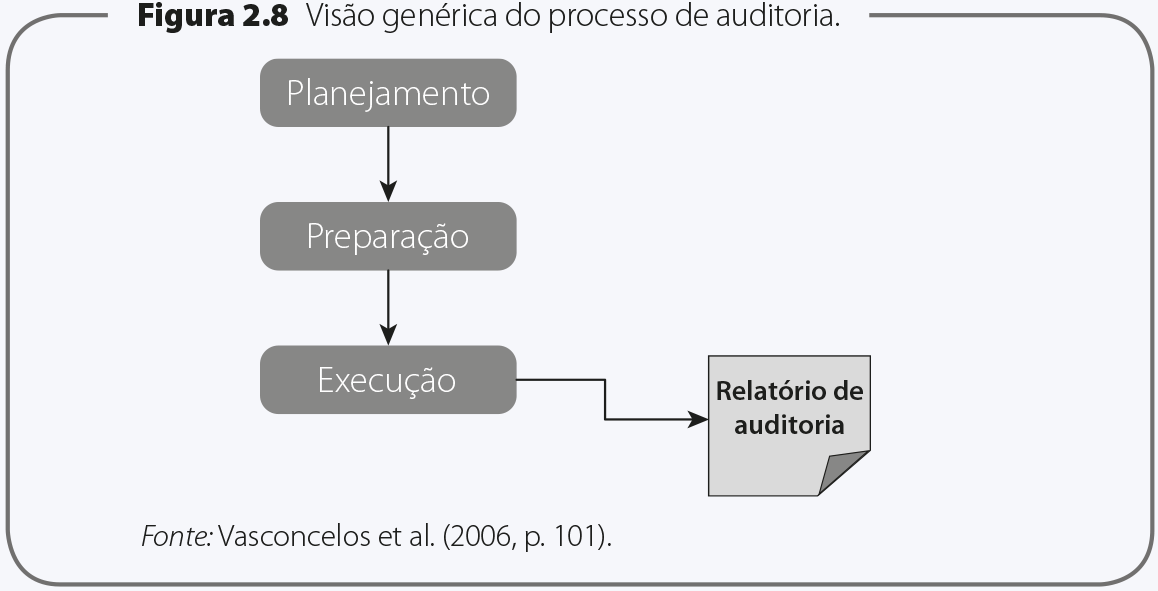 Figura 2.8 Visão genérica do processo de auditoria.
Planejamento
Preparação
Execução
Relatório de
auditoria
Fonte: Vasconcelos et al. (2006, p. 101).